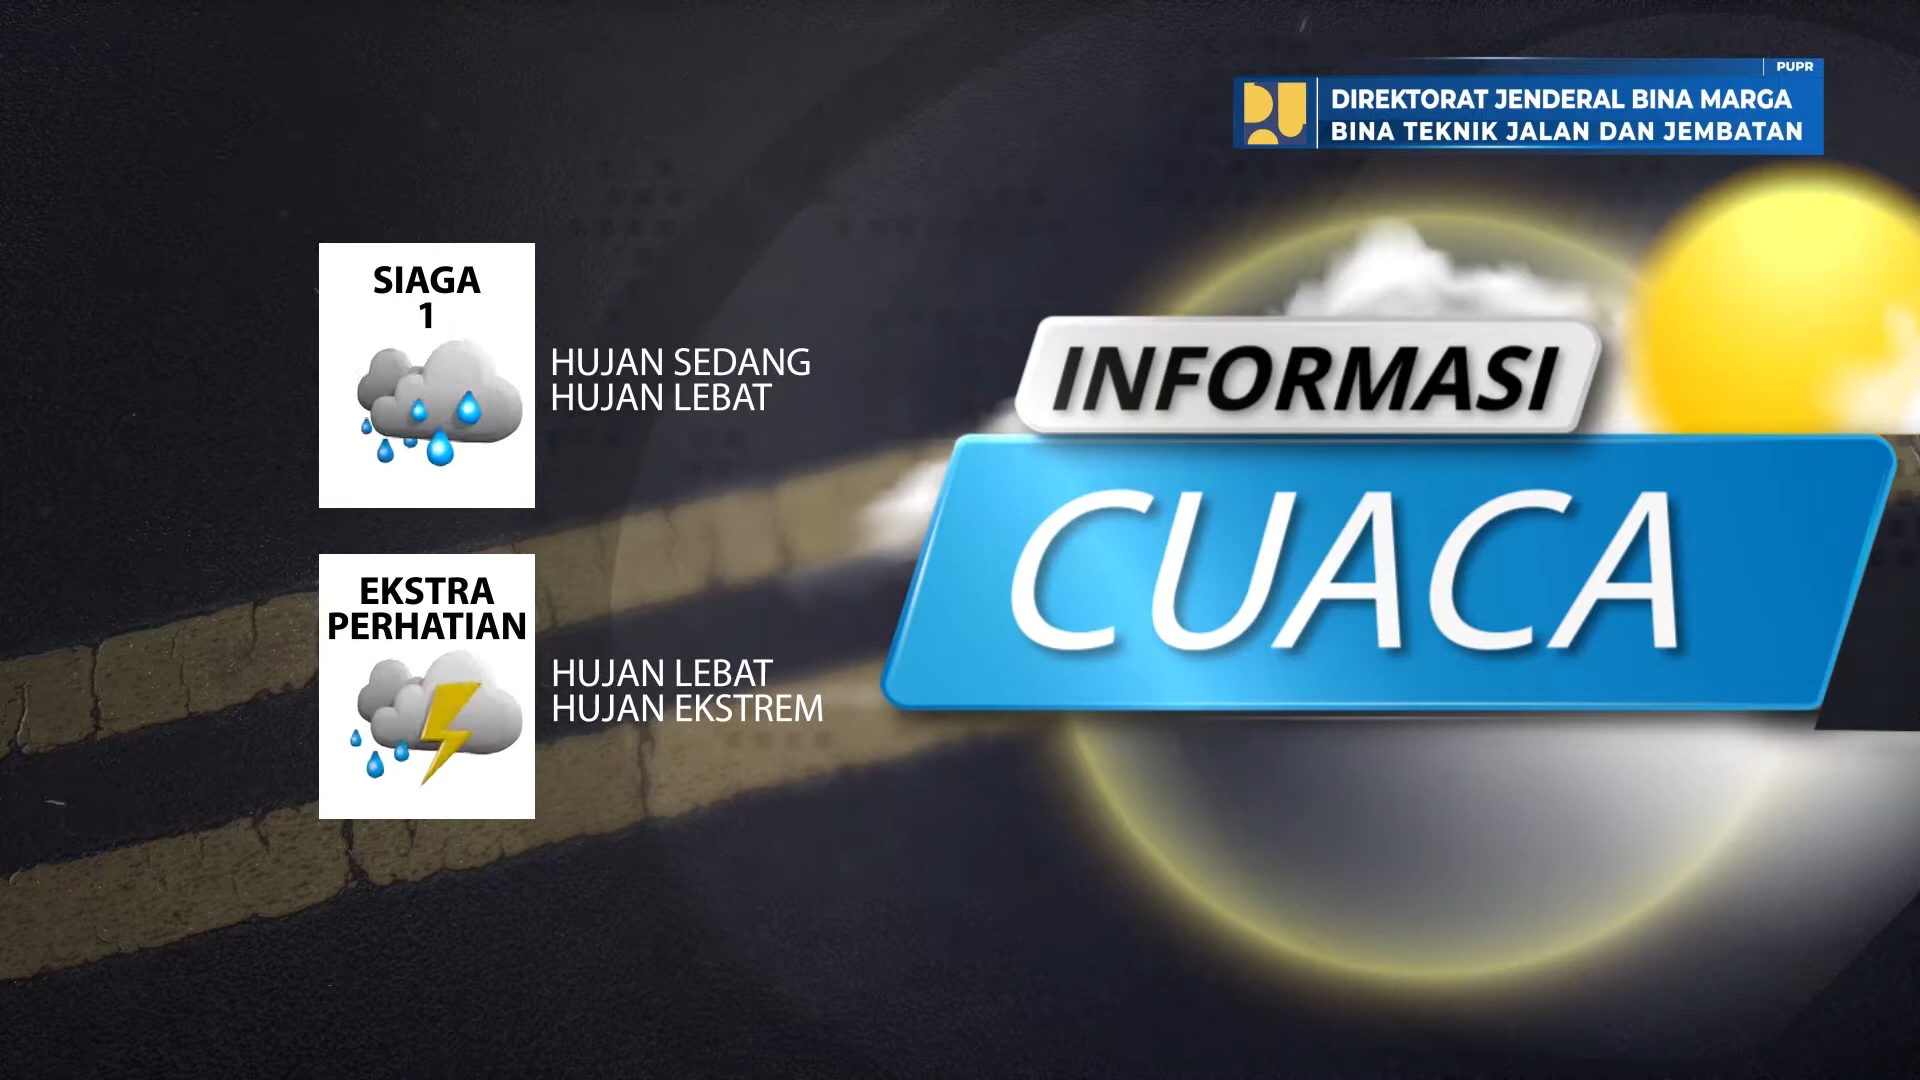 PUPR
DIREKTORAT JENDERAL BINA MARGA
BINA TEKNIK JALAN DAN JEMBATAN
SIAGA
1
HUJAN SEDANG
HUJAN LEBAT
EKSTRA
PERHATIAN
HUJAN LEBAT
HUJAN EKSTREM
INFORMASI
CUACA